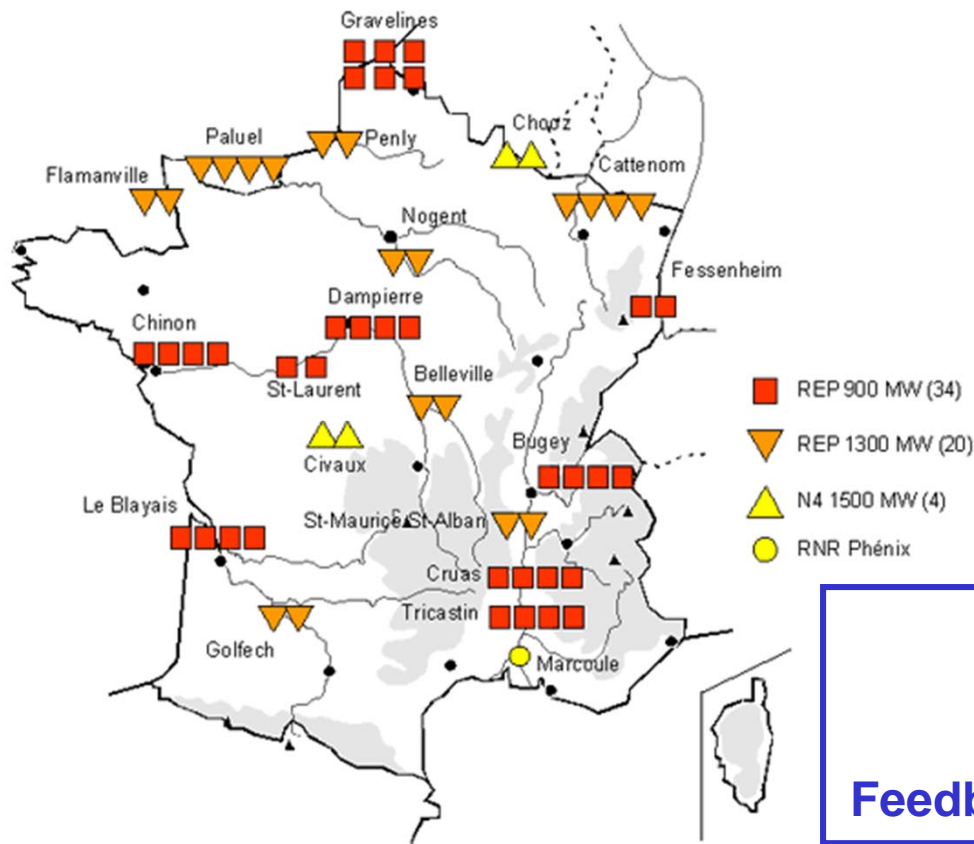 Gravelines
Chooz
Paluel
Penly
Cattenom
Flamanville
Nogent
Fessenheim
Dampierre
Chinon
St-Laurent
Belleville
REP 900 MW (34)
REP 1300 MW (20)
Bugey
Civaux
Le Blayais
St-Maurice St-Alban
N4 1500 MW (4)
RNR Phénix
Cruas
Tricastin
Golfech
Marcoule